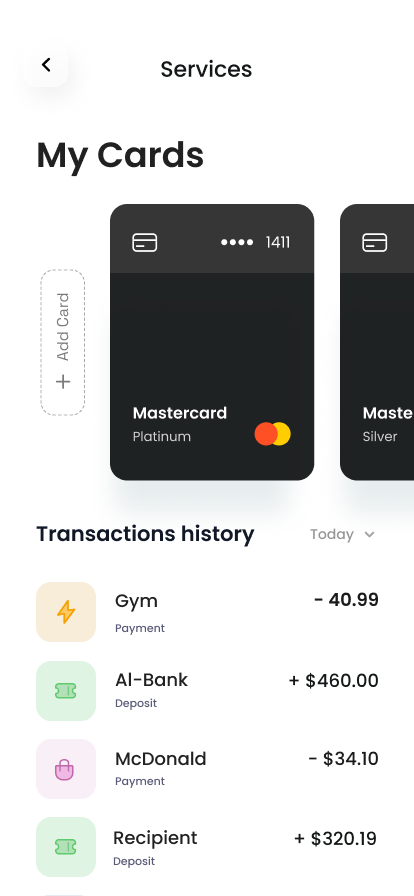 Services
My Cards
+ Add Card
•••• 1411
Mastercard
Platinum
Maste
Silver
Transactions history
Today
Gym
- 40.99
Payment
Al-Bank
+ $460.00
Deposit
McDonald
- $34.10
Payment
Recipient
+ $320.19
Deposit